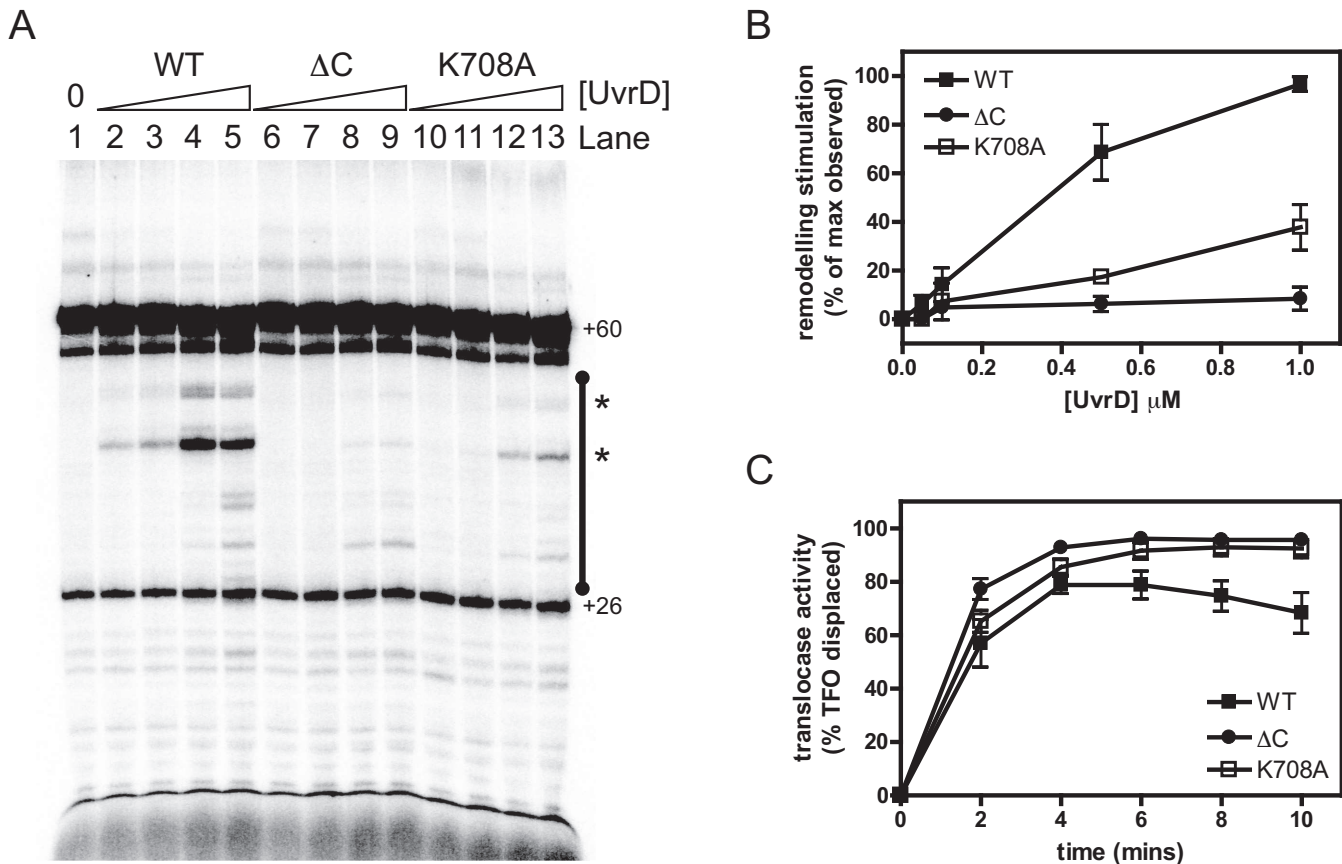 A
0 WT ΔC K708A [UvrD]
1 2 3 4 5 6 7 8 9 10 11 12 13 Lane
+60
*
*
+26
B
remodelling stimulation
(% of max observed)
100
80
60
40
20
0
WT
ΔC
K708A
0.0 0.2 0.4 0.6 0.8 1.0
[UvrD] μM
C
translocase activity
(% TFO displaced)
100
80
60
40
20
0
WT
ΔC
K708A
0 2 4 6 8 10
time (mins)